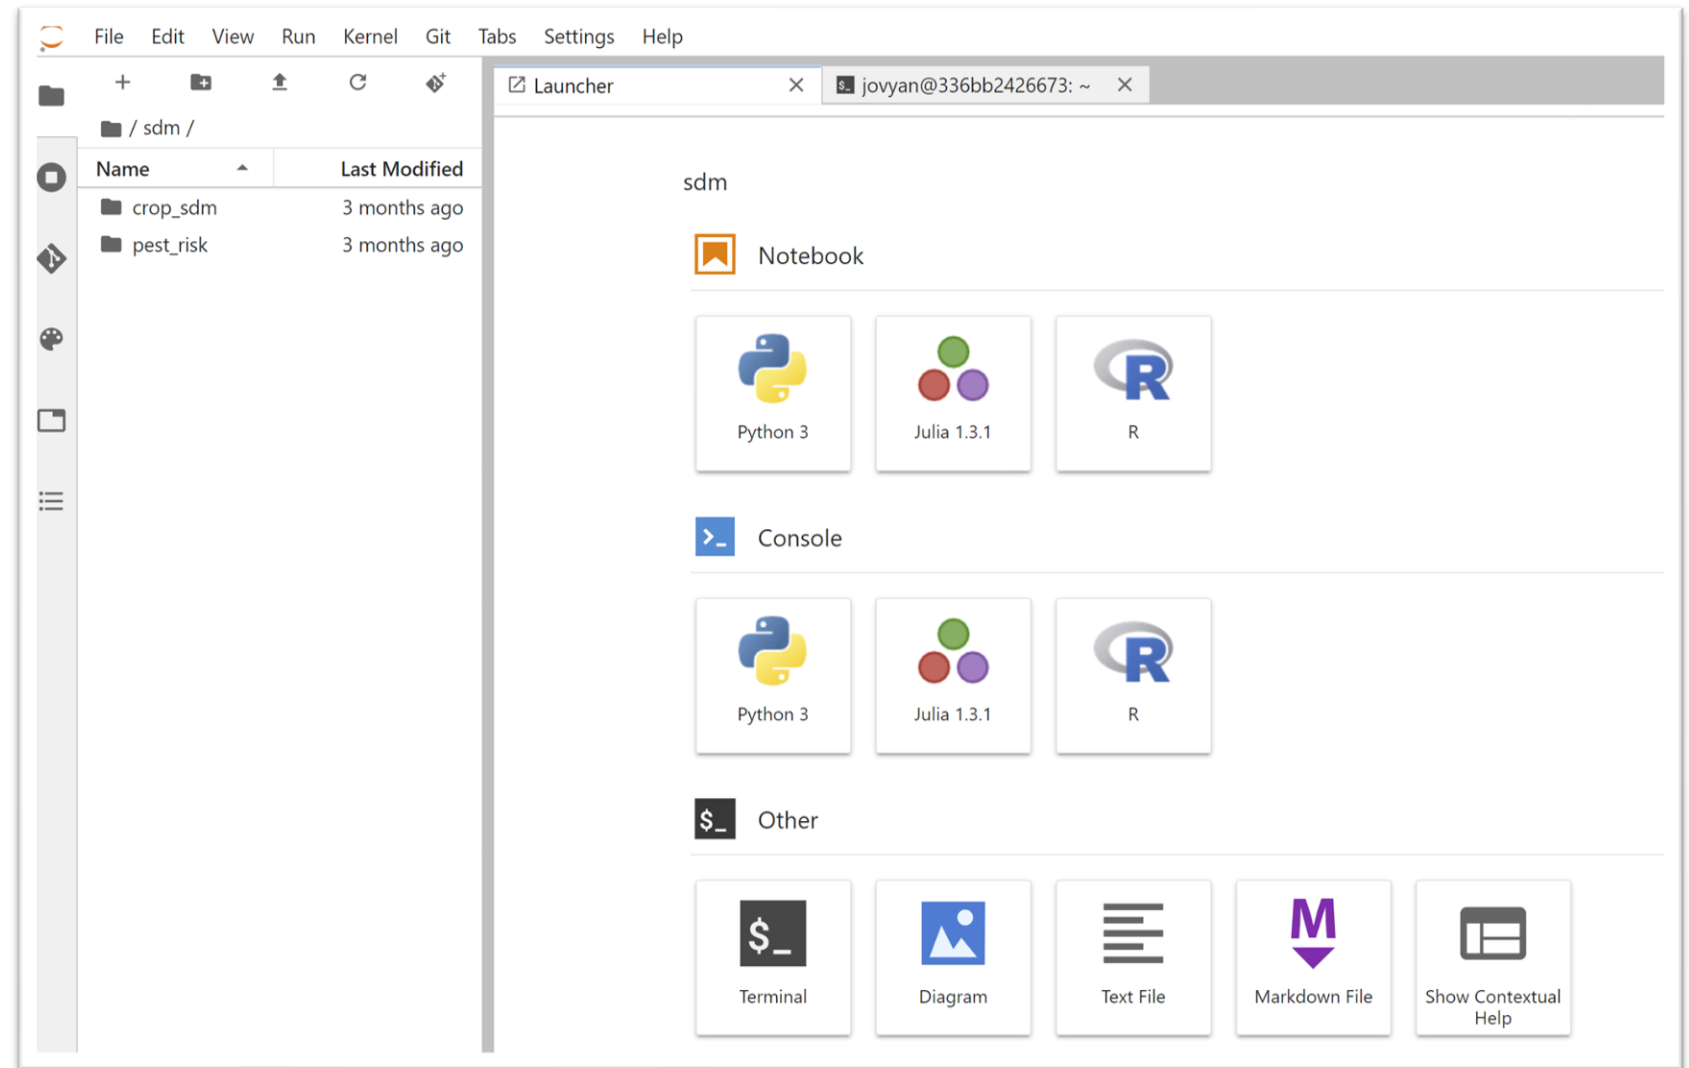 File Edit View Run Kernel Git Tabs Settings Help
Launcher
jovyan@336bb2426673: ~
/ sdm /
Name Last Modified
crop_sdm 3 months ago
pest_risk 3 months ago
sdm
Notebook
Python 3
Julia 1.3.1
R
R
>_ Console
Python 3
Julia 1.3.1
R
R
$_ Other
$_
Terminal
Diagram
Text File
M
Markdown File
Show Contextual
Help